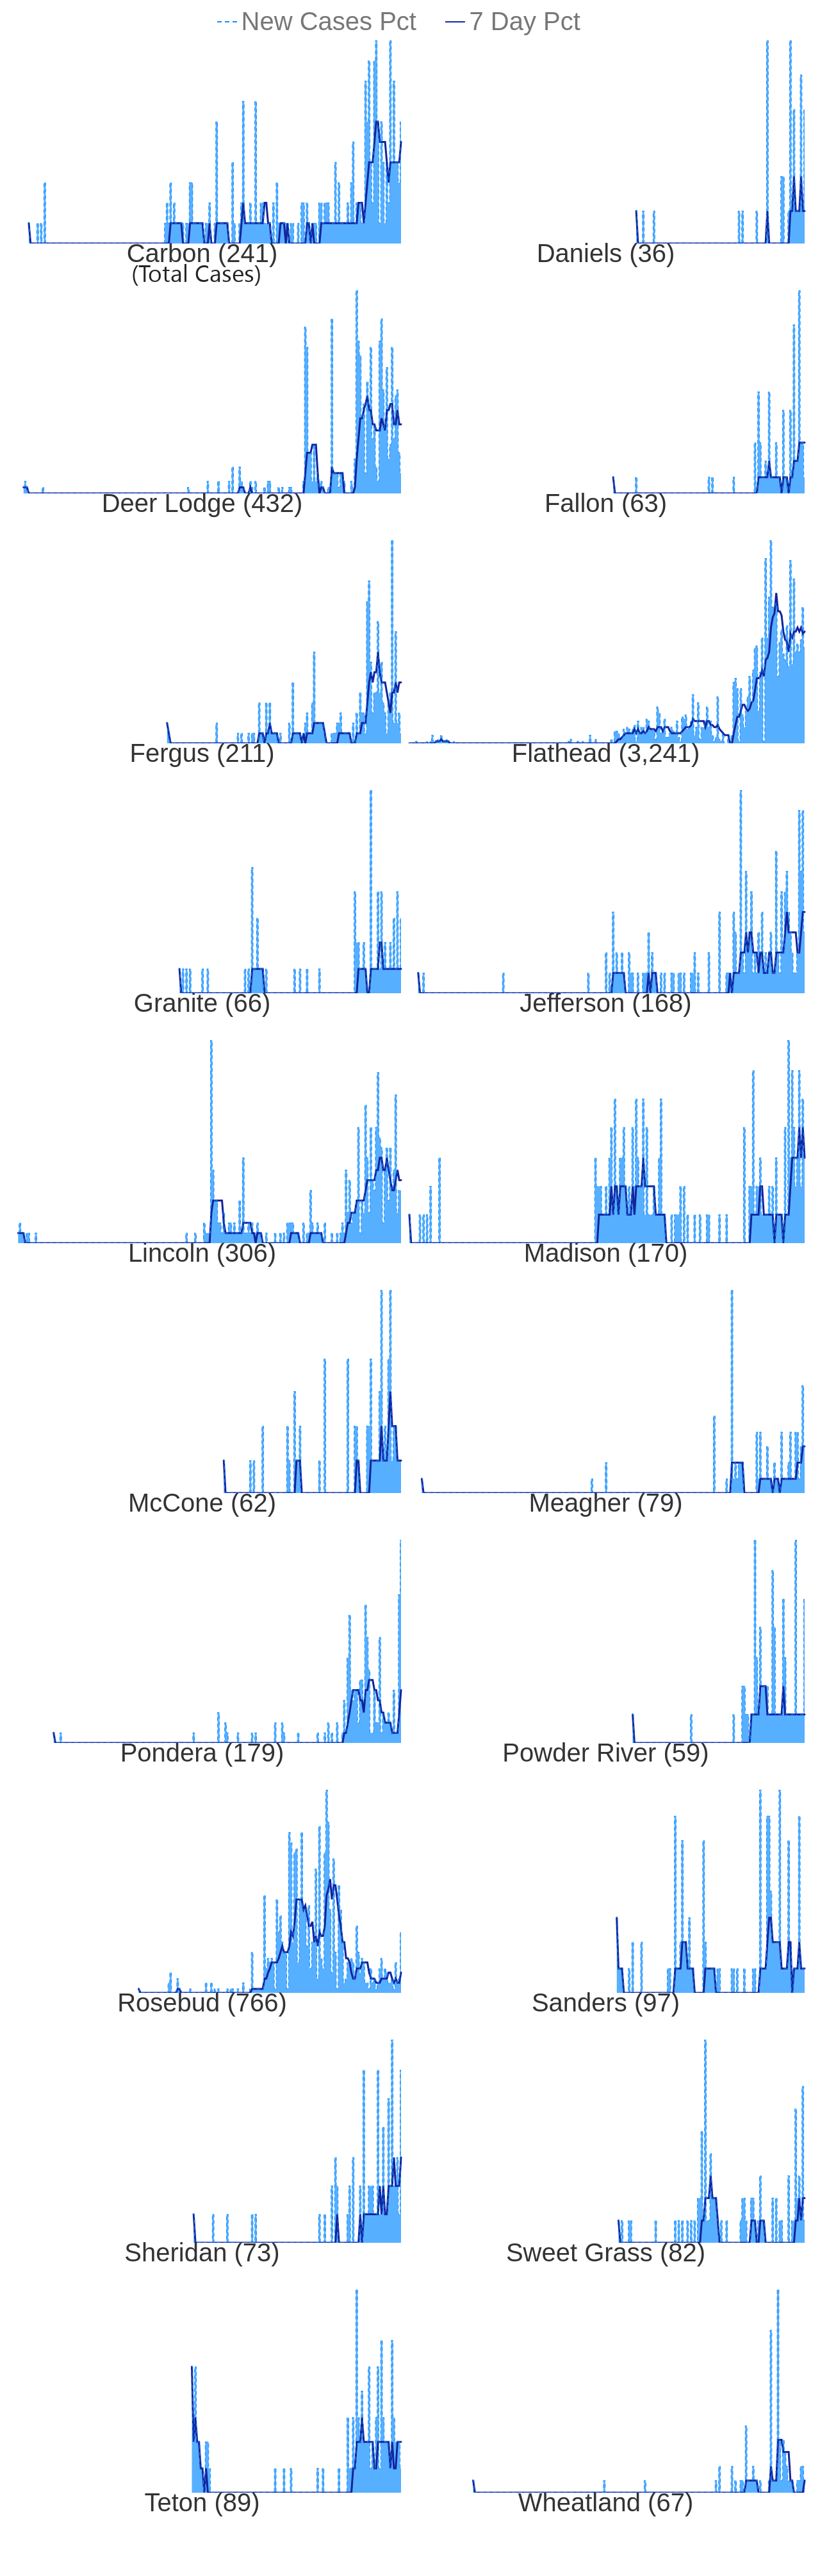 New Cases Pct 7 Day Pct
Carbon (241) Daniels (36)
(Total Cases)
Deer Lodge (432) Fallon (63)
Fergus (211) Flathead (3,241)
Granite (66) Jefferson (168)
Lincoln (306) Madison (170)
McCone (62) Meagher (79)
Pondera (179) Powder River (59)
Rosebud (766) Sanders (97)
Sheridan (73) Sweet Grass (82)
Teton (89) Wheatland (67)